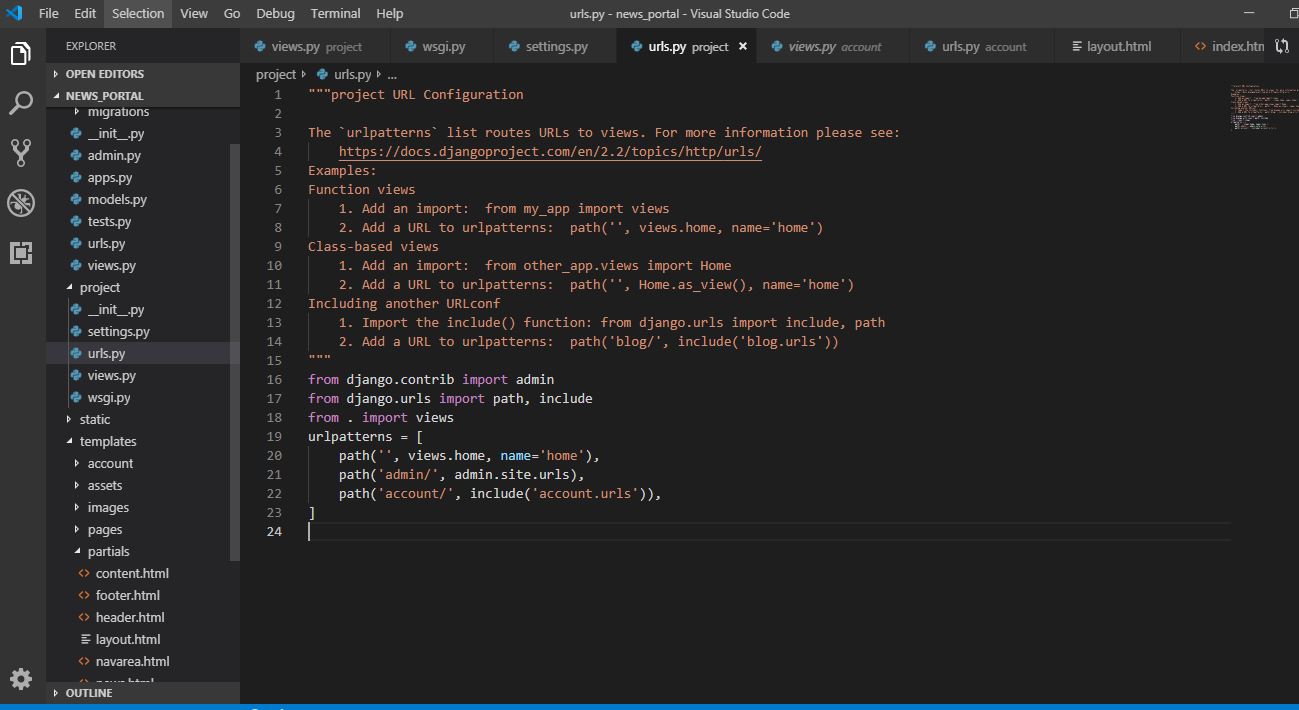 File Edit Selection View Go Debug Terminal Help
urls.py - news_portal - Visual Studio Code
EXPLORER
OPEN EDITORS
NEWS_PORTAL
migrations
__init__.py
admin.py
apps.py
models.py
tests.py
urls.py
views.py
project
__init__.py
settings.py
urls.py
views.py
wsgi.py
static
templates
account
assets
images
pages
partials
content.html
footer.html
header.html
layout.html
navarea.html
OUTLINE
views.py project wsgi.py settings.py urls.py project × views.py account urls.py account layout.html index.htm
project urls.py ...
1 """project URL Configuration
2
3 The `urlpatterns` list routes URLs to views. For more information please see:
4     https://docs.djangoproject.com/en/2.2/topics/http/urls/
5 Examples:
6 Function views
7     1. Add an import:  from my_app import views
8     2. Add a URL to urlpatterns:  path('', views.home, name='home')
9 Class-based views
10     1. Add an import:  from other_app.views import Home
11     2. Add a URL to urlpatterns:  path('', Home.as_view(), name='home')
12 Including another URLconf
13     1. Import the include() function: from django.urls import include, path
14     2. Add a URL to urlpatterns:  path('blog/', include('blog.urls'))
15 """
16 from django.contrib import admin
17 from django.urls import path, include
18 from . import views
19 urlpatterns = [
20     path('', views.home, name='home'),
21     path('admin/', admin.site.urls),
22     path('account/', include('account.urls')),
23 ]
24